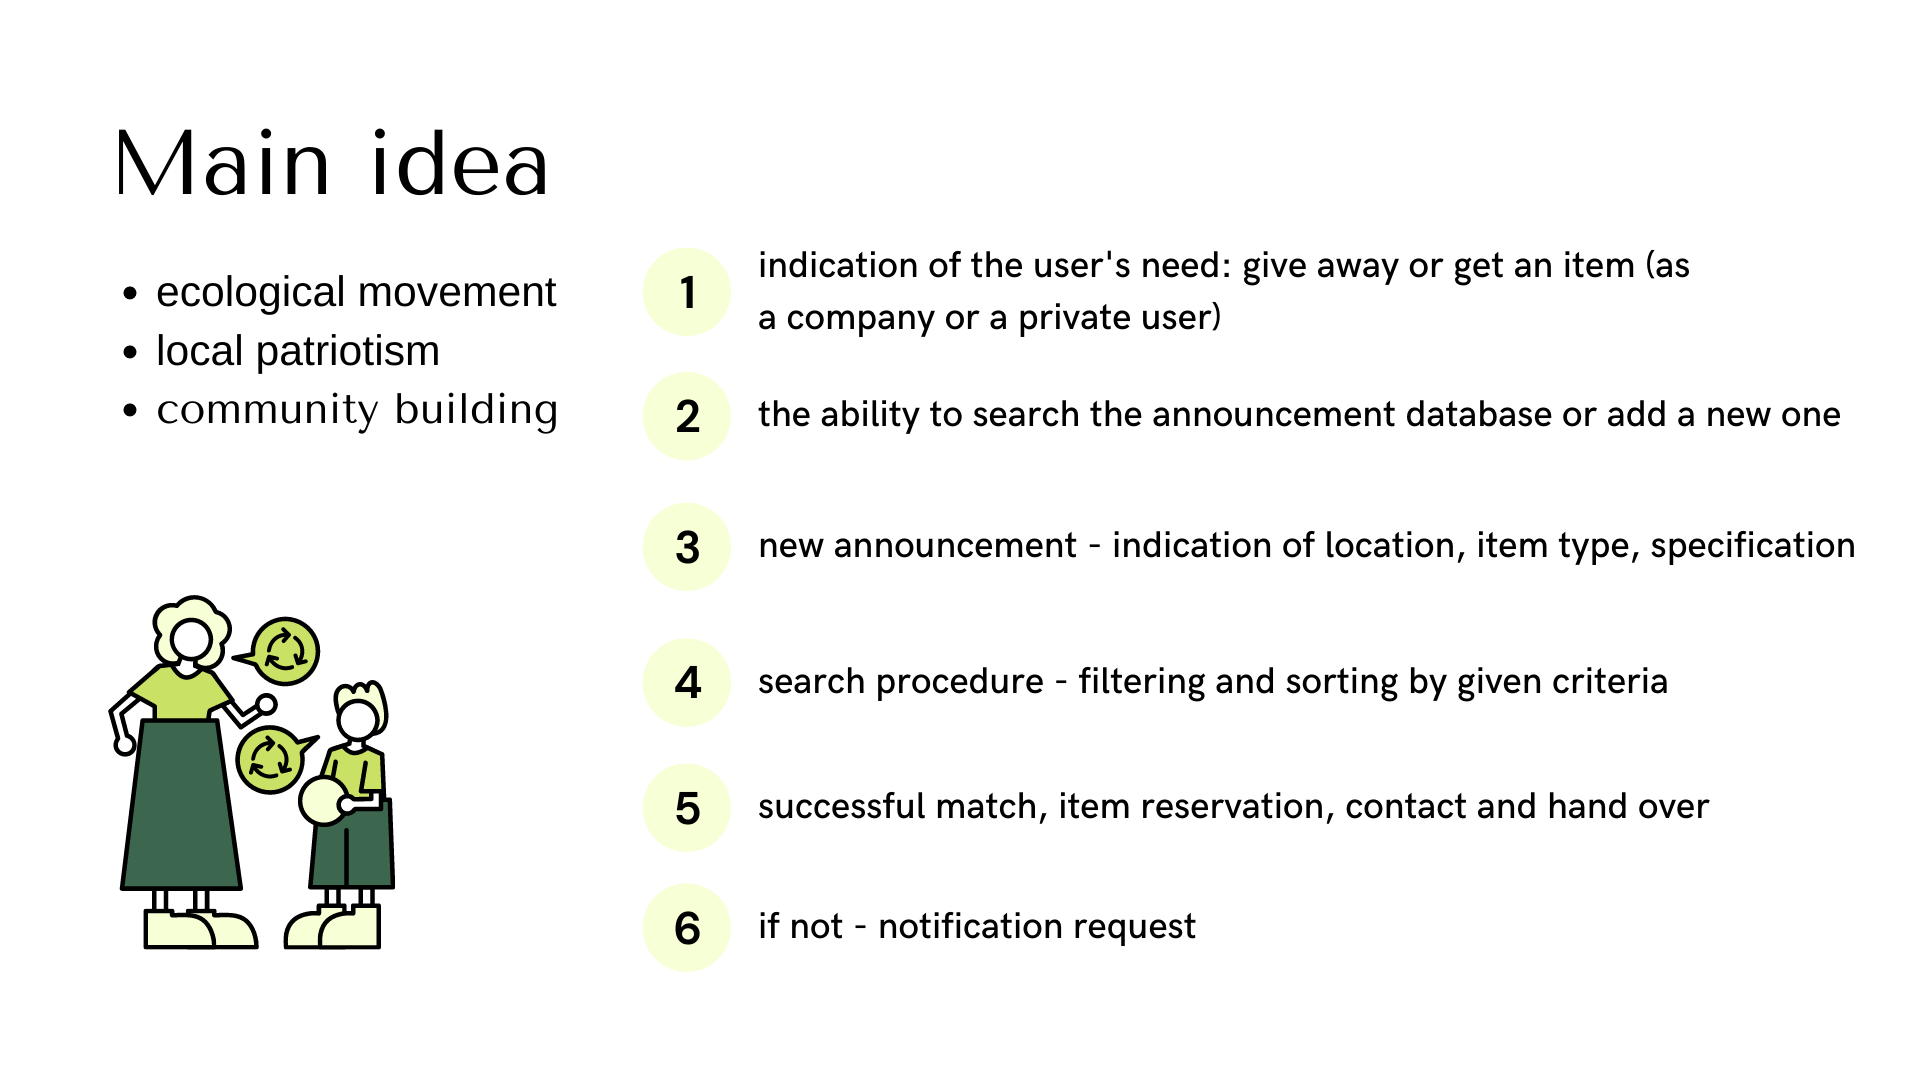 Main idea
• ecological movement
• local patriotism
• community building
1
indication of the user's need: give away or get an item (as
a company or a private user)
2
the ability to search the announcement database or add a new one
3
new announcement - indication of location, item type, specification
4
search procedure - filtering and sorting by given criteria
5
successful match, item reservation, contact and hand over
6
if not - notification request